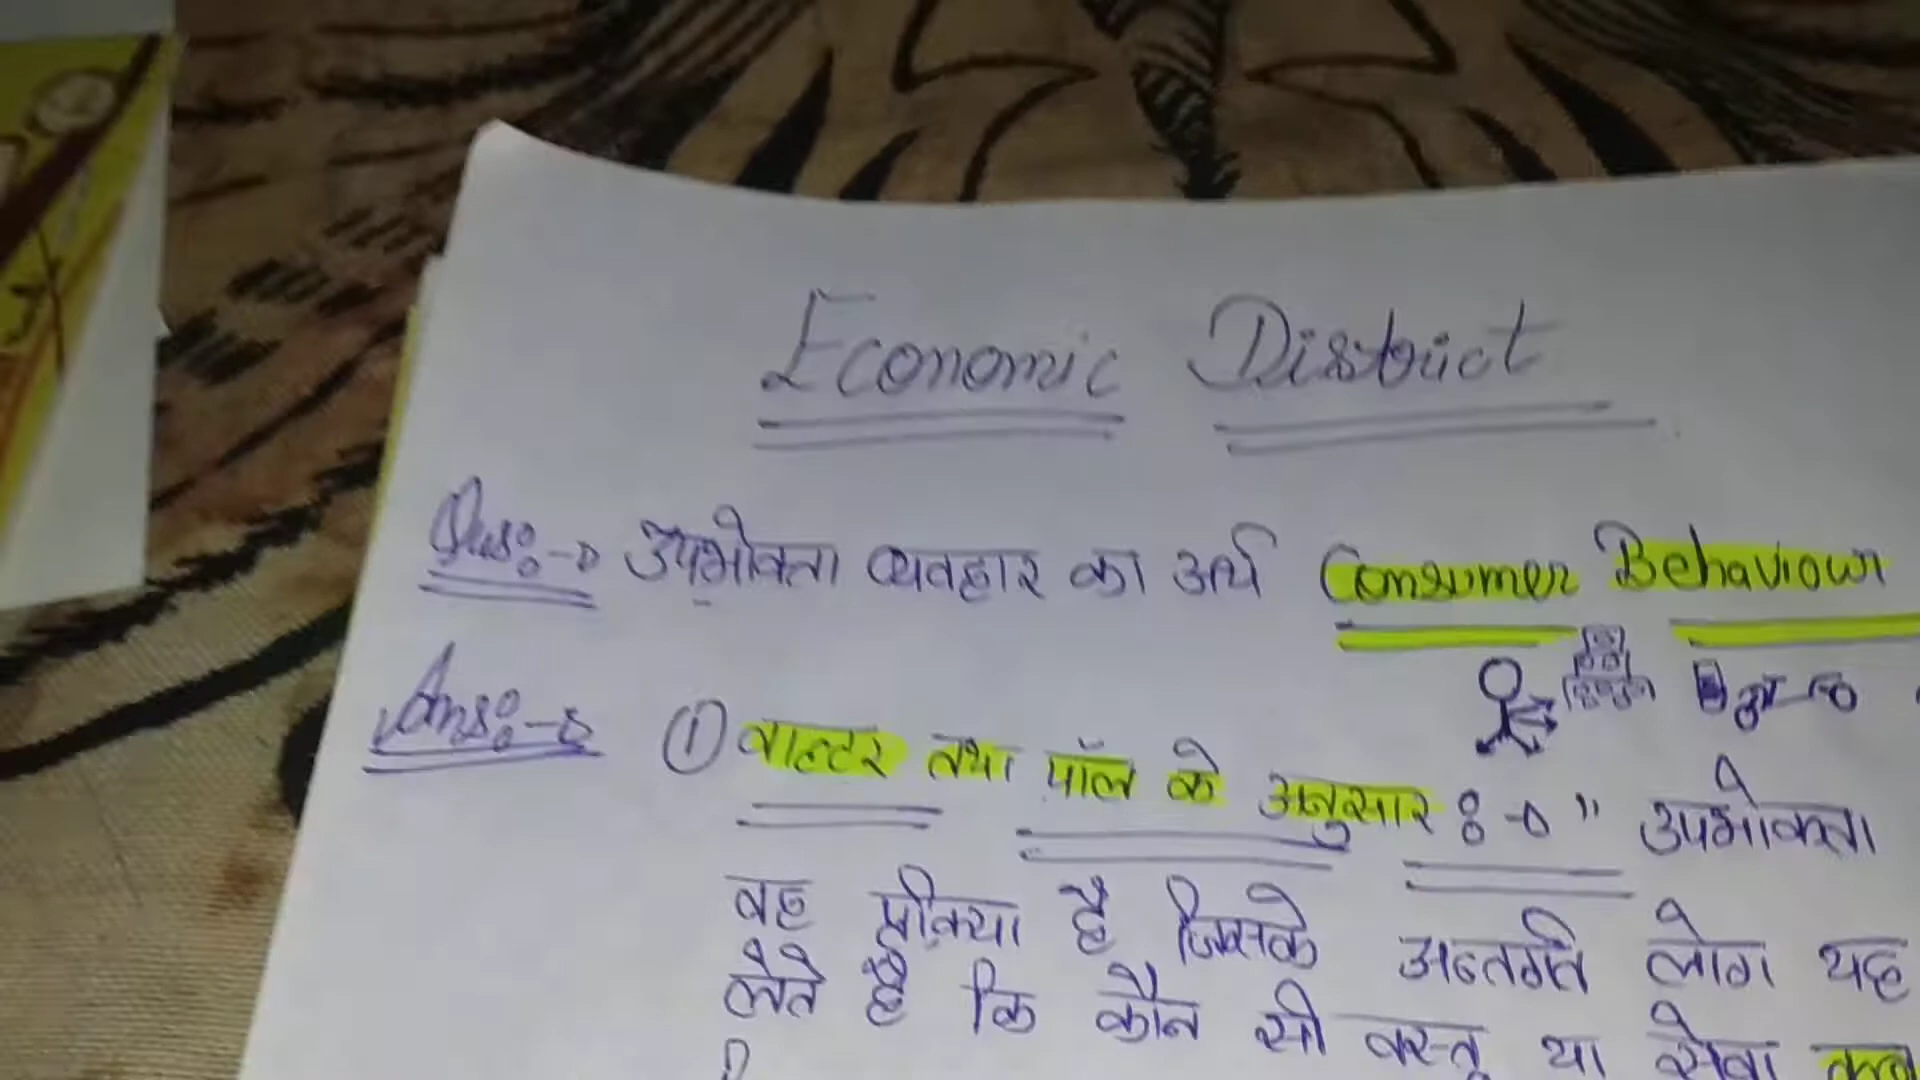 Economic District
Ques:- उपभोक्ता व्यवहार का अर्थ Consumer Behaviour
Ans:- ① वाल्टर तथा पॉल के अनुसार :- " उपभोक्ता
वह प्रक्रिया है जिसके अन्तर्गत लोग यह
लेते हैं कि कौन सी वस्तु या सेवा कब